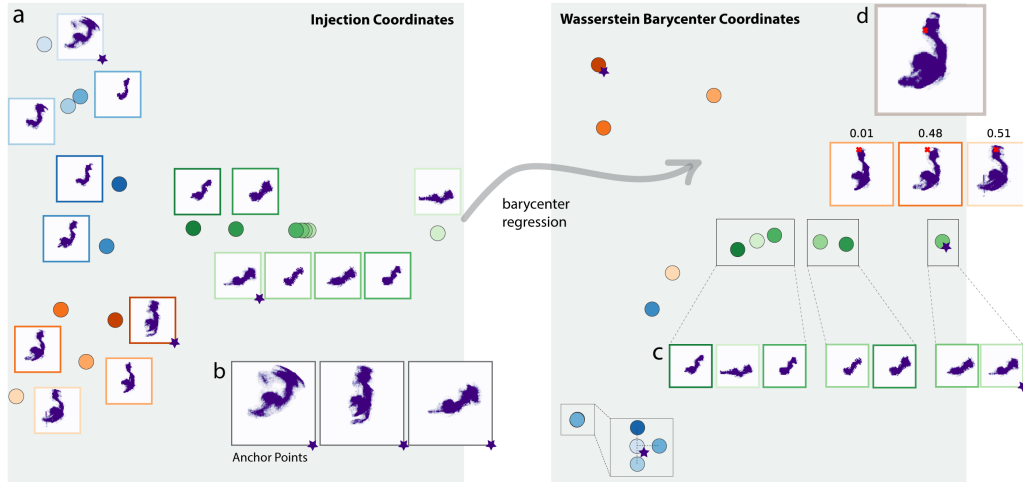 a
Injection Coordinates
Wasserstein Barycenter Coordinates
d
0.01
0.48
0.51
barycenter
regression
c
b
Anchor Points